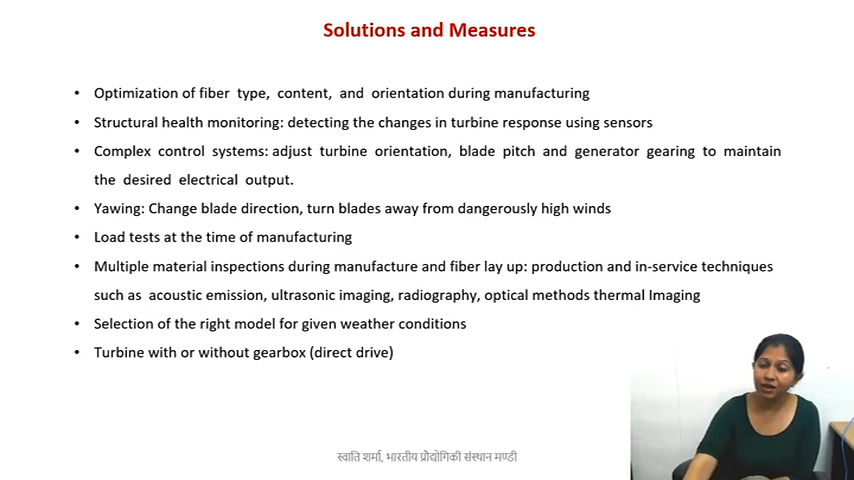 Solutions and Measures
• Optimization of fiber type, content, and orientation during manufacturing
• Structural health monitoring: detecting the changes in turbine response using sensors
• Complex control systems: adjust turbine orientation, blade pitch and generator gearing to maintain
the desired electrical output.
• Yawing: Change blade direction, turn blades away from dangerously high winds
• Load tests at the time of manufacturing
• Multiple material inspections during manufacture and fiber lay up: production and in-service techniques
such as acoustic emission, ultrasonic imaging, radiography, optical methods thermal Imaging
• Selection of the right model for given weather conditions
• Turbine with or without gearbox (direct drive)
स्वाति शर्मा, भारतीय प्रौद्योगिकी संस्थान मण्डी